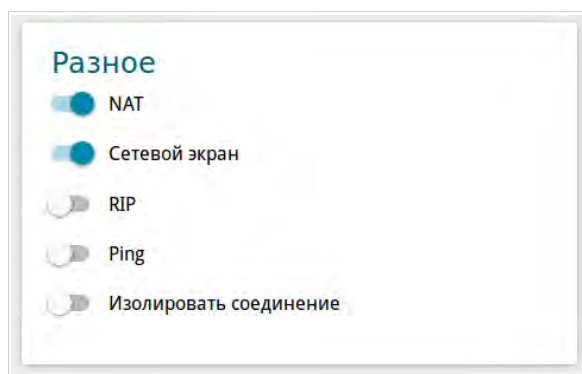 Разное
NAT
Сетевой экран
RIP
Ping
Изолировать соединение